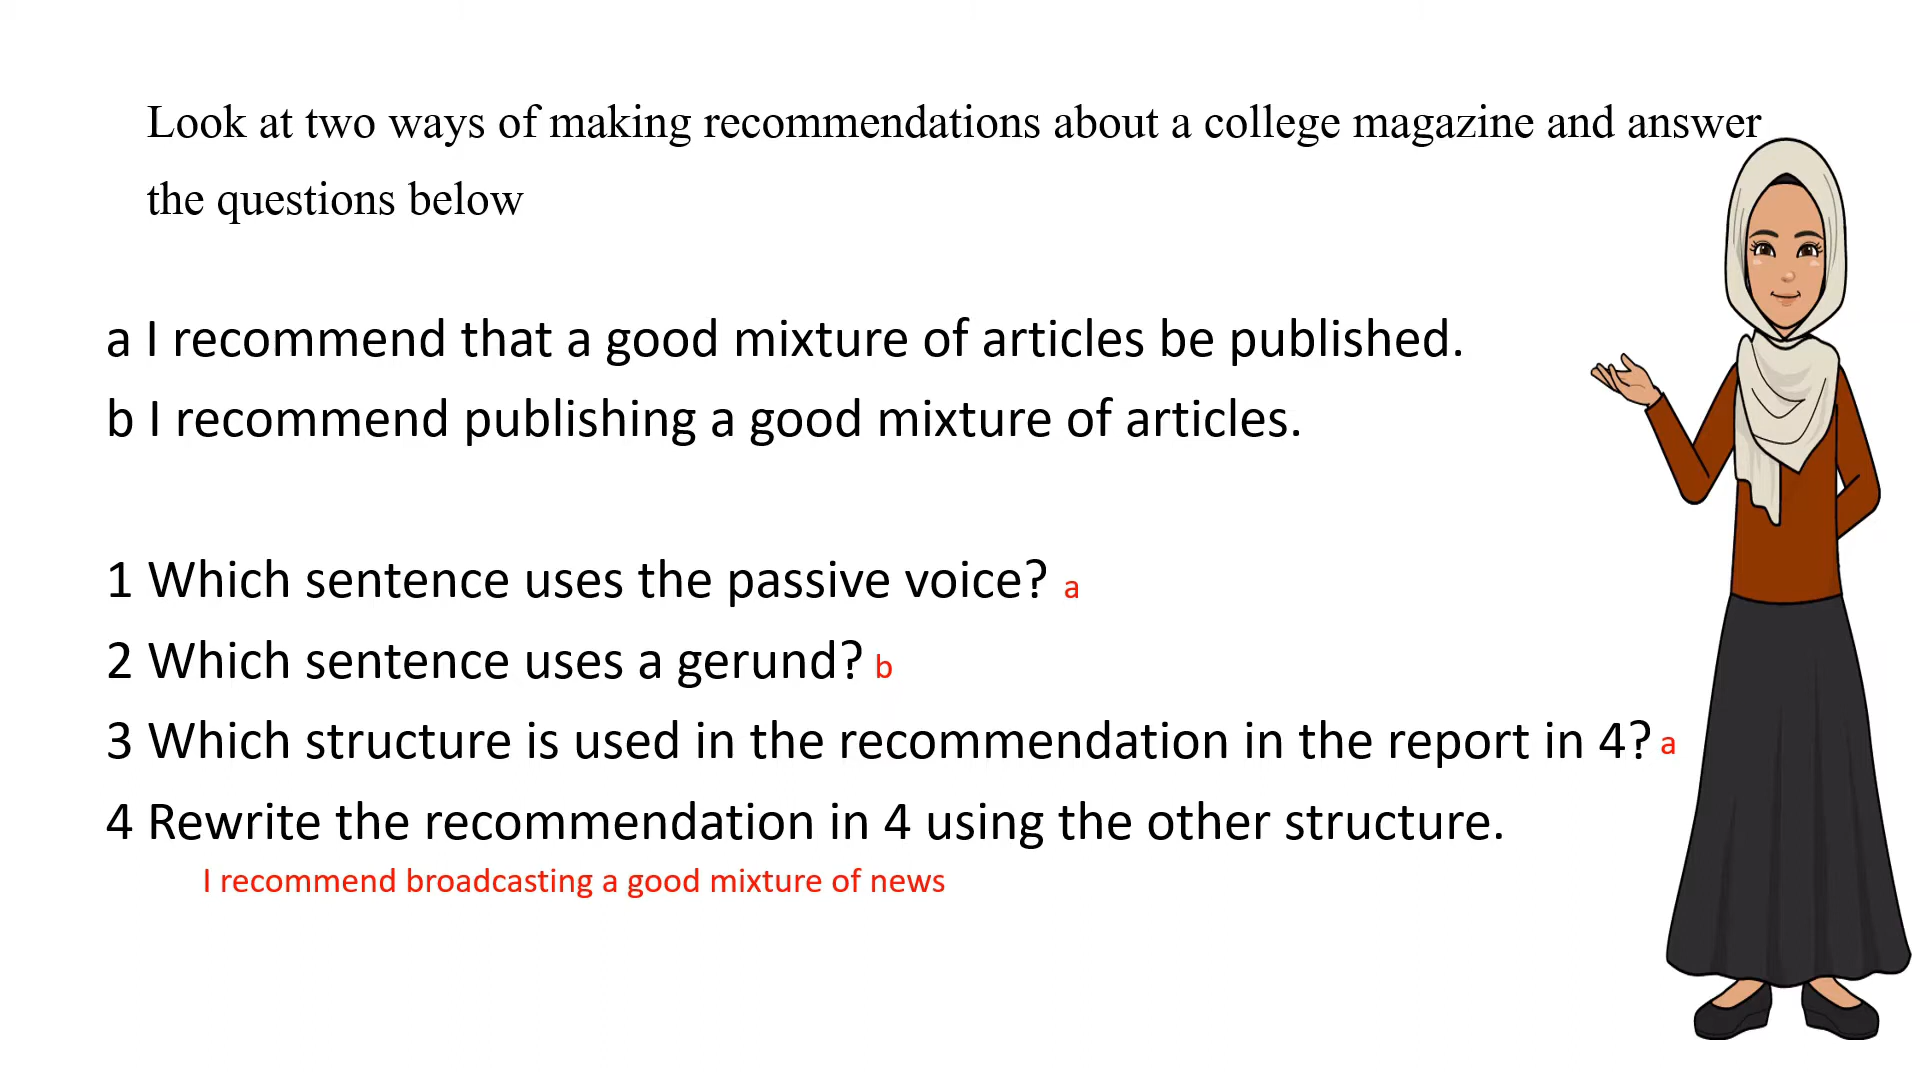 Look at two ways of making recommendations about a college magazine and answer
the questions below
a I recommend that a good mixture of articles be published.
b I recommend publishing a good mixture of articles.
1 Which sentence uses the passive voice? a
2 Which sentence uses a gerund? b
3 Which structure is used in the recommendation in the report in 4? a
4 Rewrite the recommendation in 4 using the other structure.
I recommend broadcasting a good mixture of news